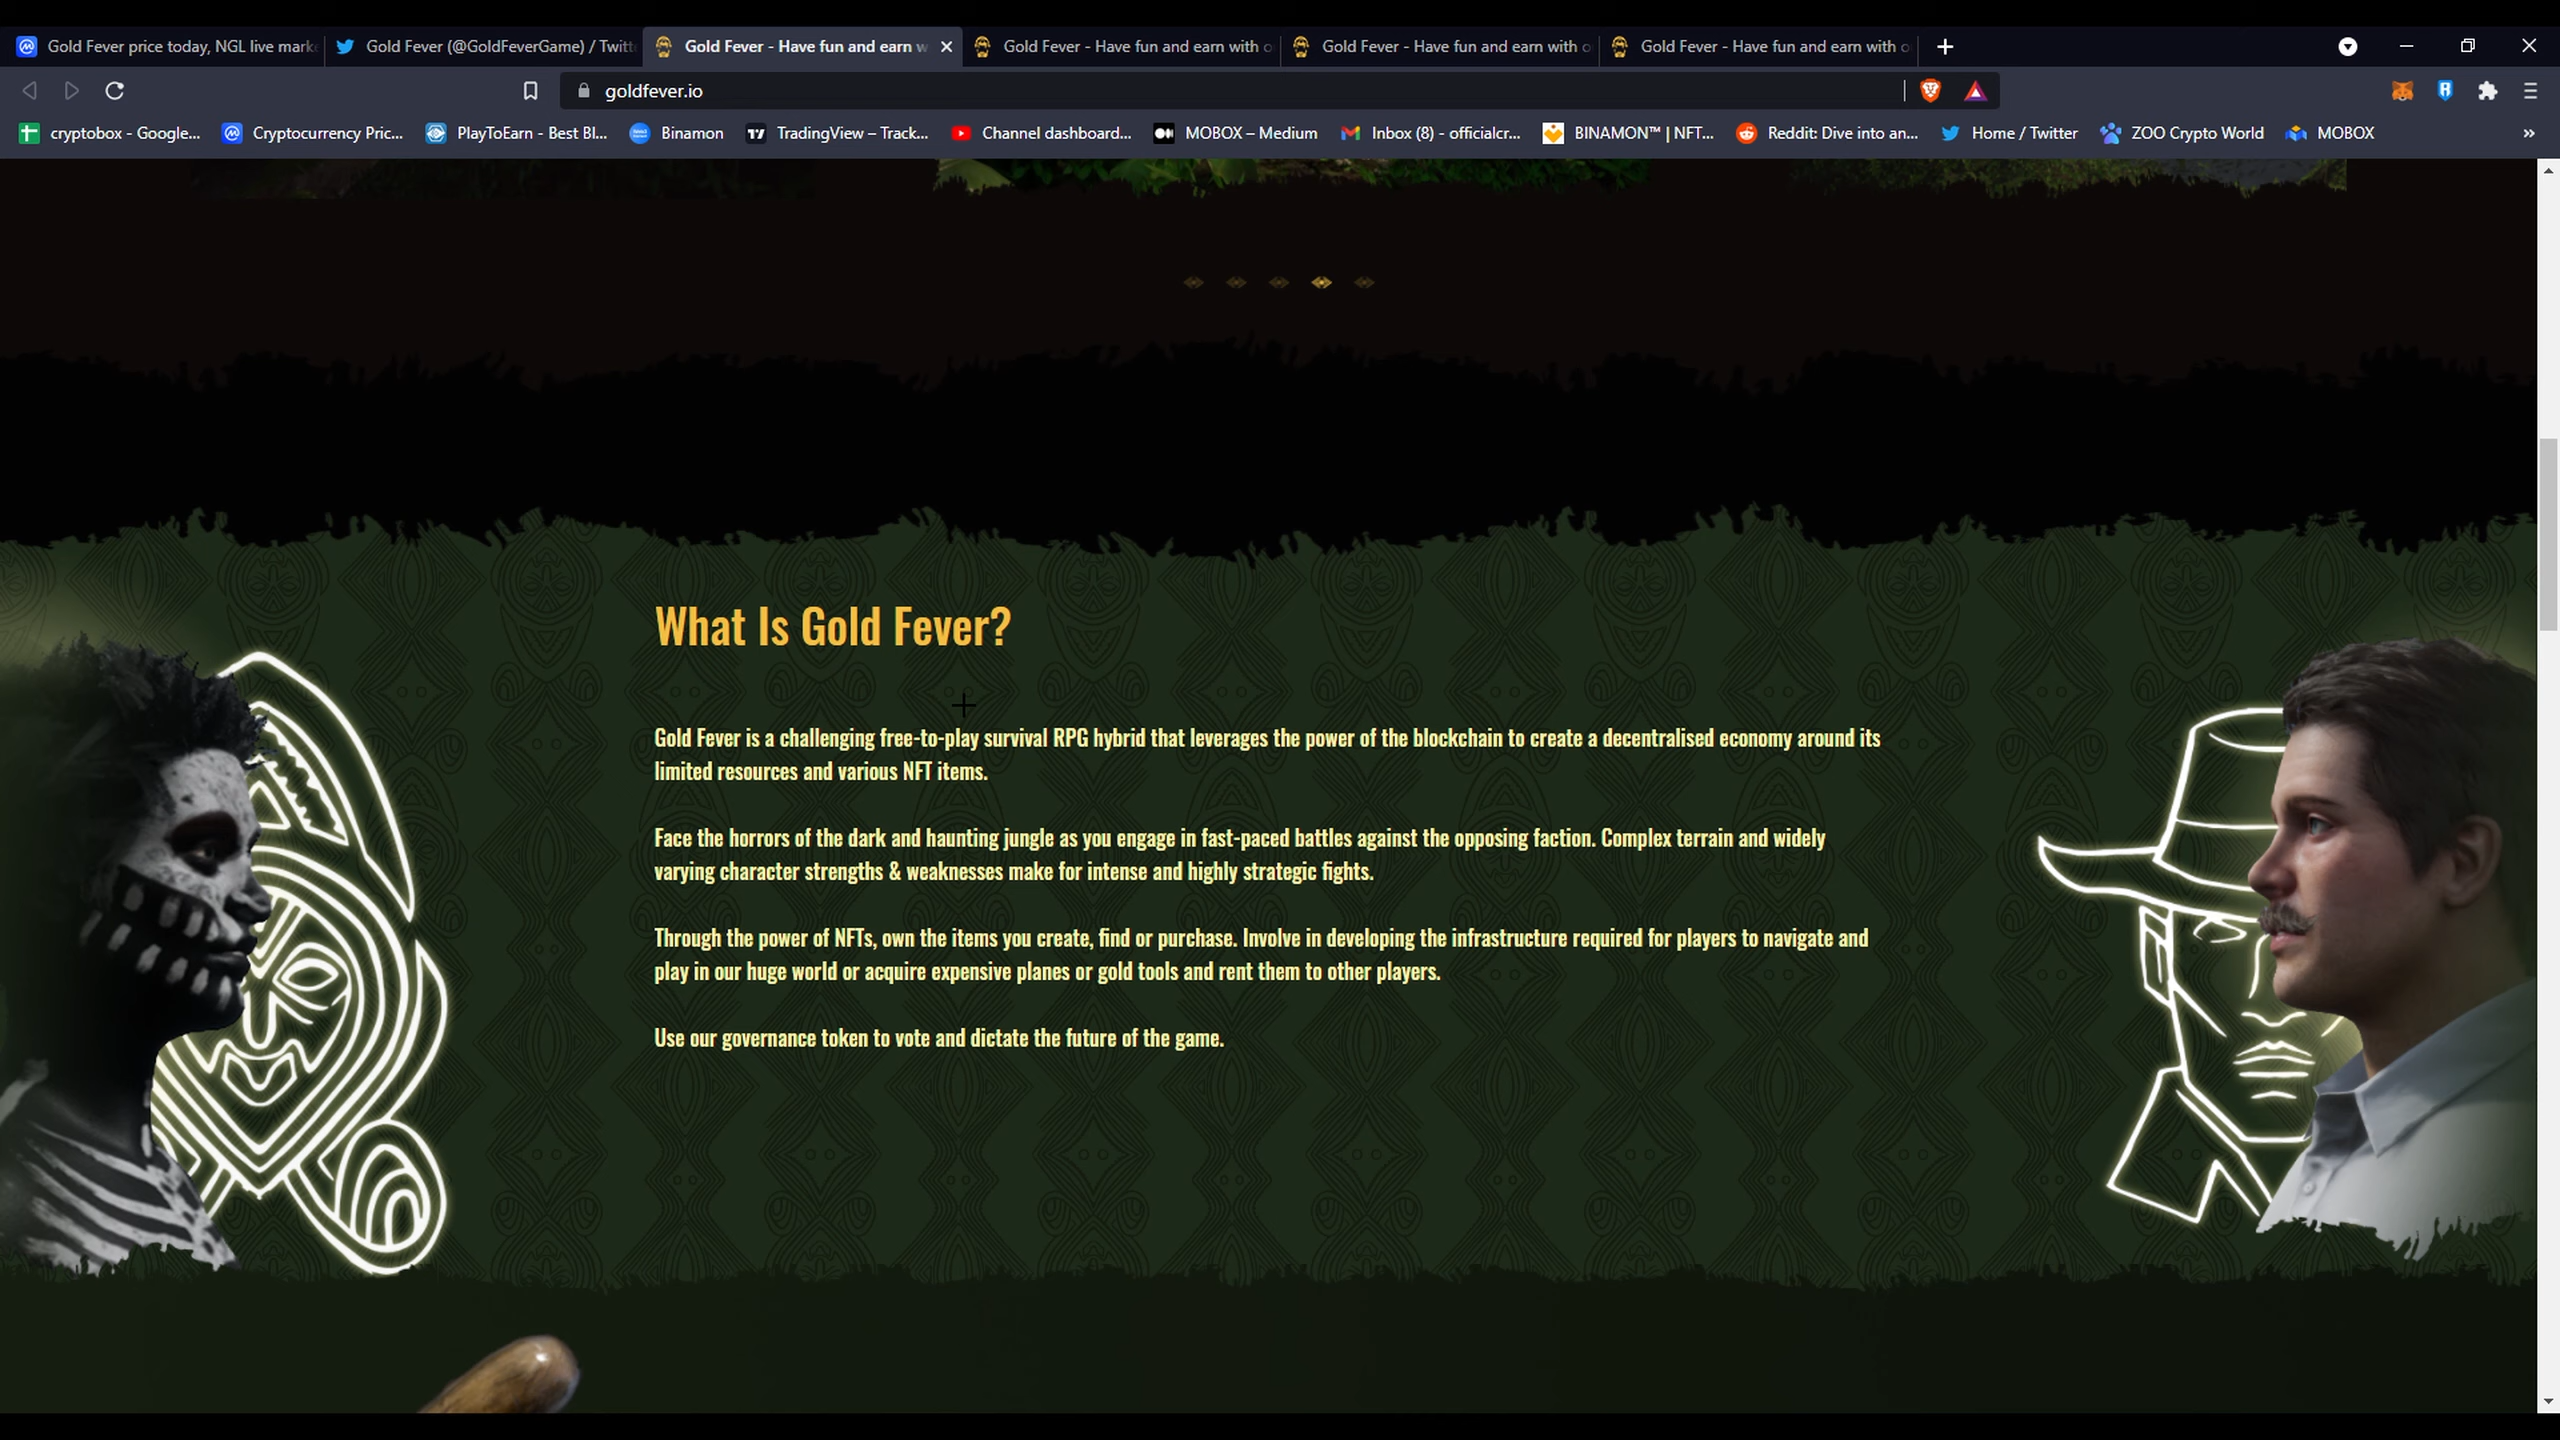 Gold Fever price today, NGL live mark
Gold Fever (@GoldFeverGame) / Twitt
Gold Fever - Have fun and earn w
Gold Fever - Have fun and earn with o
Gold Fever - Have fun and earn with o
Gold Fever - Have fun and earn with o
goldfever.io
cryptobox - Google...
Cryptocurrency Pric...
PlayToEarn - Best Bl...
Binamon
TradingView – Track...
Channel dashboard...
MOBOX – Medium
Inbox (8) - officialcr...
BINAMON™ | NFT...
Reddit: Dive into an...
Home / Twitter
ZOO Crypto World
MOBOX
What Is Gold Fever?
Gold Fever is a challenging free-to-play survival RPG hybrid that leverages the power of the blockchain to create a decentralised economy around its
limited resources and various NFT items.
Face the horrors of the dark and haunting jungle as you engage in fast-paced battles against the opposing faction. Complex terrain and widely
varying character strengths & weaknesses make for intense and highly strategic fights.
Through the power of NFTs, own the items you create, find or purchase. Involve in developing the infrastructure required for players to navigate and
play in our huge world or acquire expensive planes or gold tools and rent them to other players.
Use our governance token to vote and dictate the future of the game.